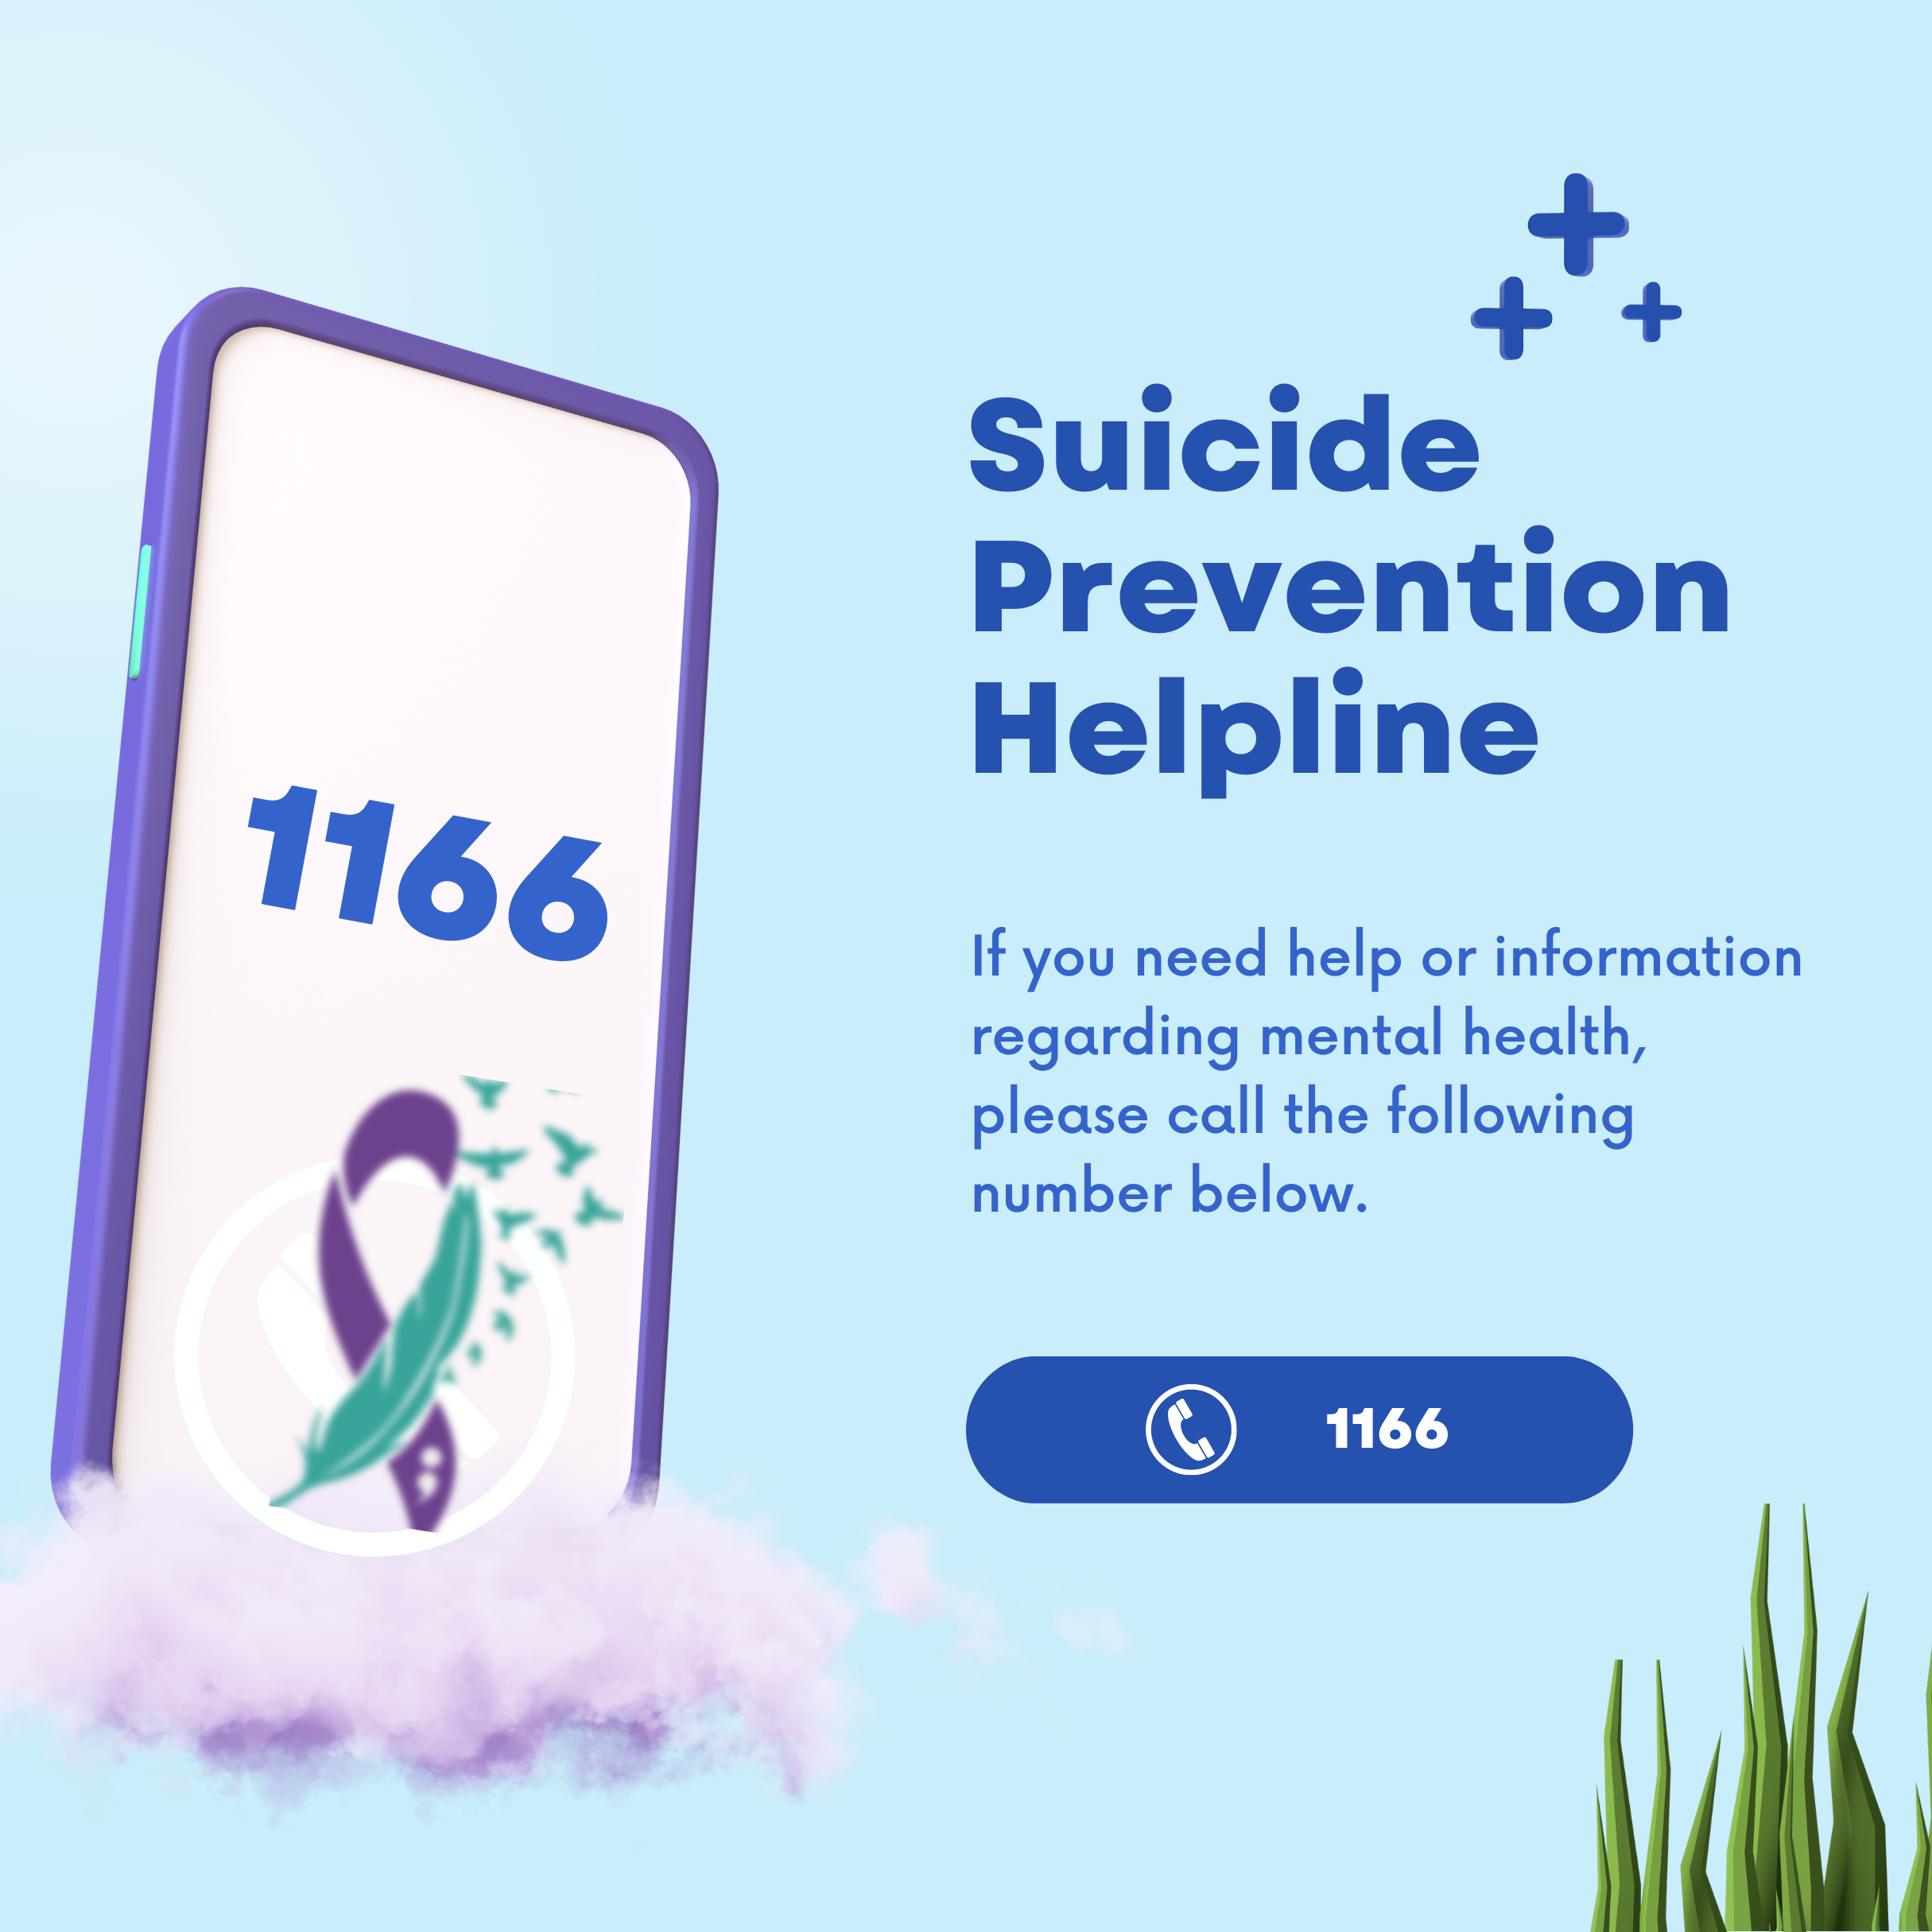 1166
Suicide
Prevention
Helpline
If you need help or information
regarding mental health,
please call the following
number below.
1166